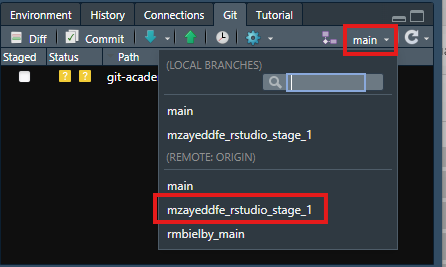 Environment History Connections Git Tutorial
Diff Commit main
Staged Status Path
? ? git-acade
(LOCAL BRANCHES)
main
mzayeddfe_rstudio_stage_1
(REMOTE: ORIGIN)
main
mzayeddfe_rstudio_stage_1
rmbielby_main